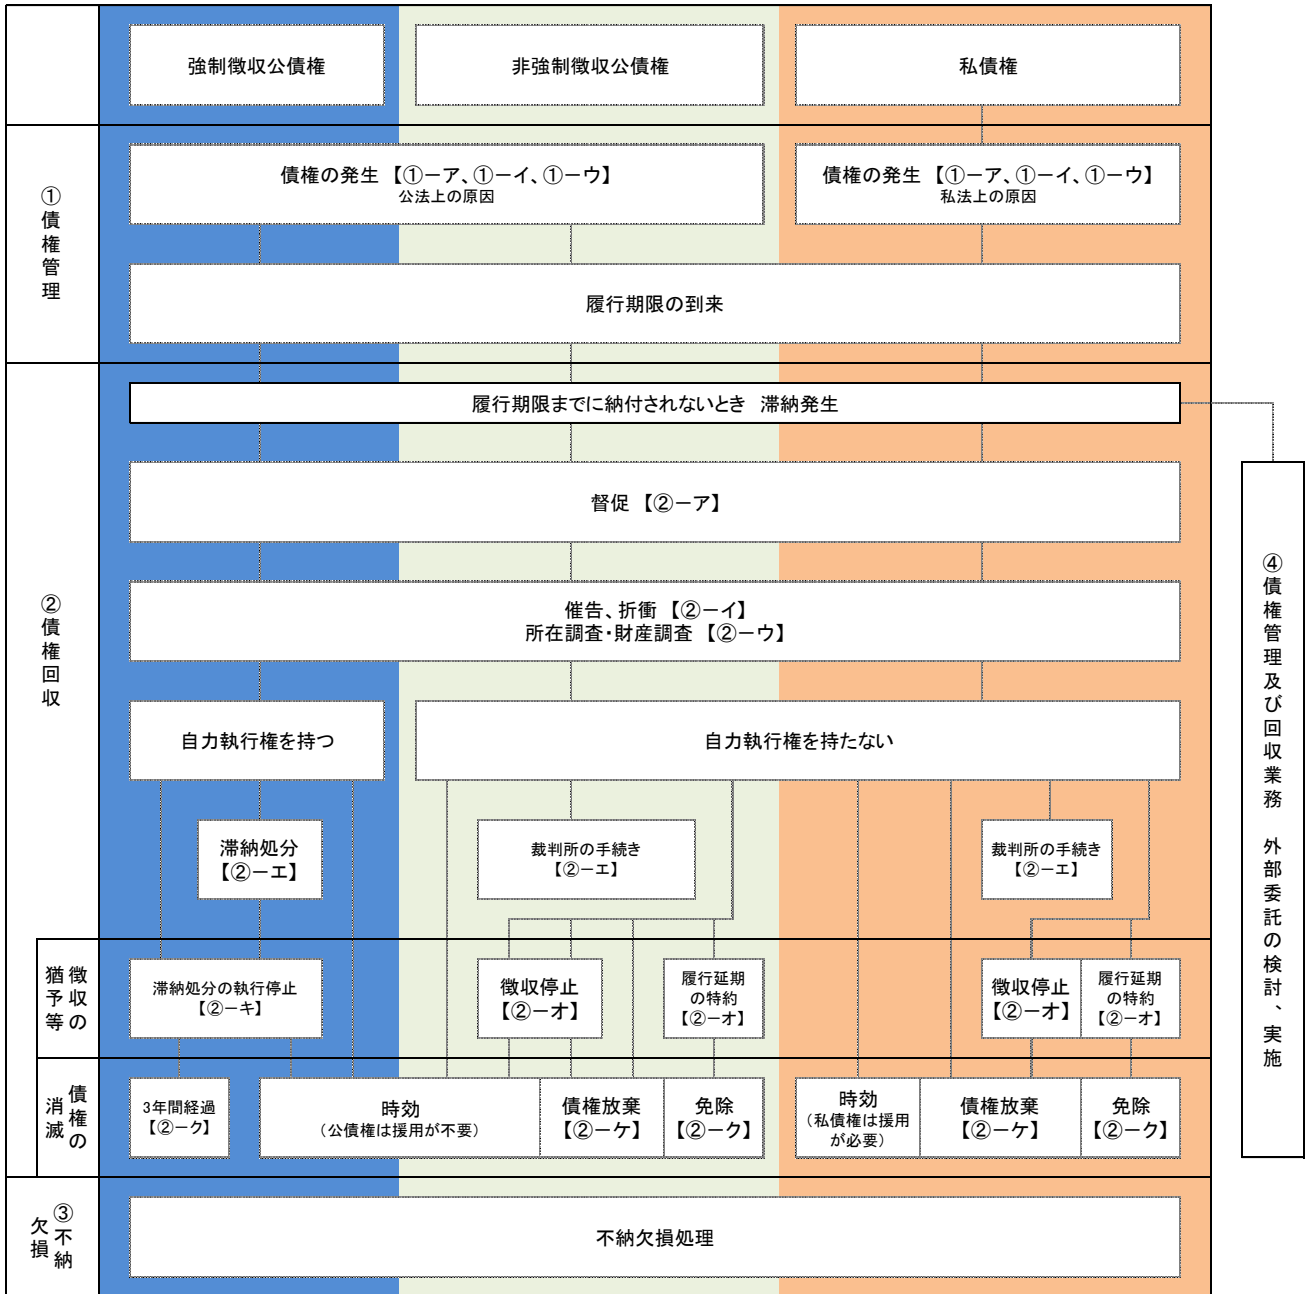 強制徴収公債権
非強制徴収公債権
私債権
①債権管理
債権の発生 【①ーア、①ーイ、①ーウ】
公法上の原因
債権の発生 【①ーア、①ーイ、①ーウ】
私法上の原因
履行期限の到来
②債権回収
履行期限までに納付されないとき　滞納発生
督促 【②ーア】
催告、折衝 【②ーイ】
所在調査・財産調査 【②ーウ】
自力執行権を持つ
自力執行権を持たない
滞納処分
【②ーエ】
裁判所の手続き
【②ーエ】
裁判所の手続き
【②ーエ】
徴収の
猶予等
滞納処分の執行停止
【②ーキ】
徴収停止
【②ーオ】
履行延期
の特約
【②ーオ】
徴収停止
【②ーオ】
履行延期
の特約
【②ーオ】
債権の
消滅
3年間経過
【②ーク】
時効
（公債権は援用が不要）
債権放棄
【②ーケ】
免除
【②ーク】
時効
（私債権は援用
が必要）
債権放棄
【②ーケ】
免除
【②ーク】
③不納
欠損
不納欠損処理
④債権管理及び回収業務　外部委託の検討、実施